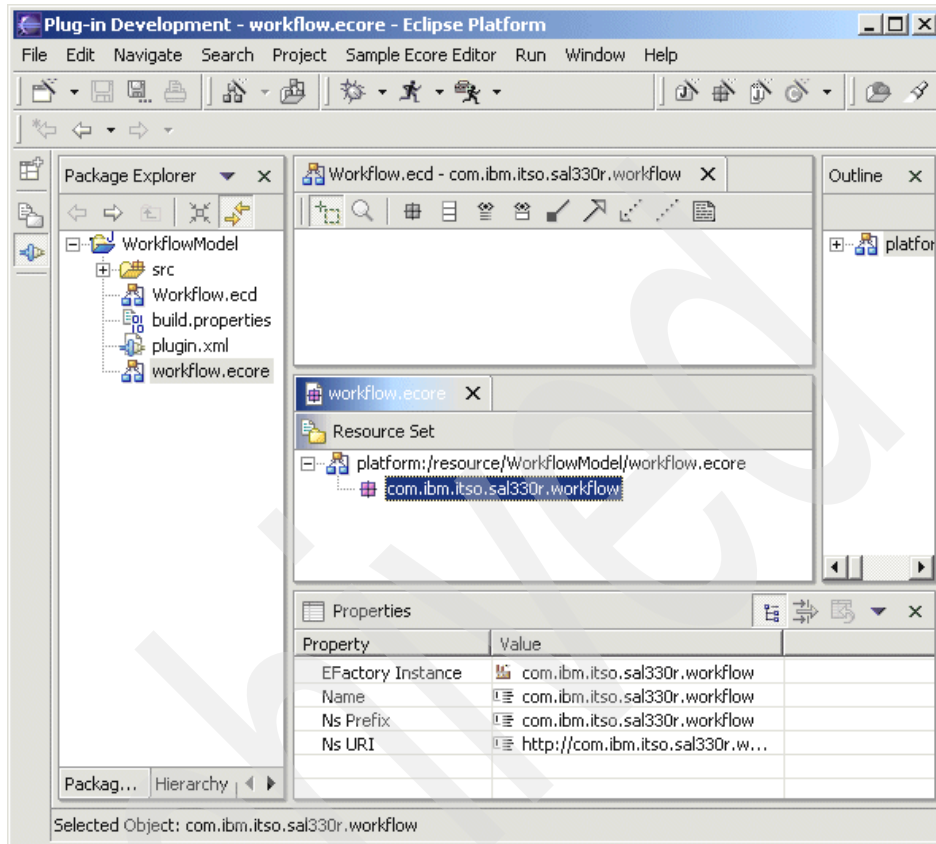 Plug-in Development - workflow.ecore - Eclipse Platform
File Edit Navigate Search Project Sample Ecore Editor Run Window Help
Package Explorer
WorkflowModel
src
Workflow.ecd
build.properties
plugin.xml
workflow.ecore
Packag... Hierarchy
Workflow.ecd - com.ibm.itso.sal330r.workflow
workflow.ecore
Resource Set
platform:/resource/WorkflowModel/workflow.ecore
com.ibm.itso.sal330r.workflow
Outline
platfor
Properties
Property Value
EFactory Instance com.ibm.itso.sal330r.workflow
Name com.ibm.itso.sal330r.workflow
Ns Prefix com.ibm.itso.sal330r.workflow
Ns URI http://com.ibm.itso.sal330r.w...
Selected Object: com.ibm.itso.sal330r.workflow